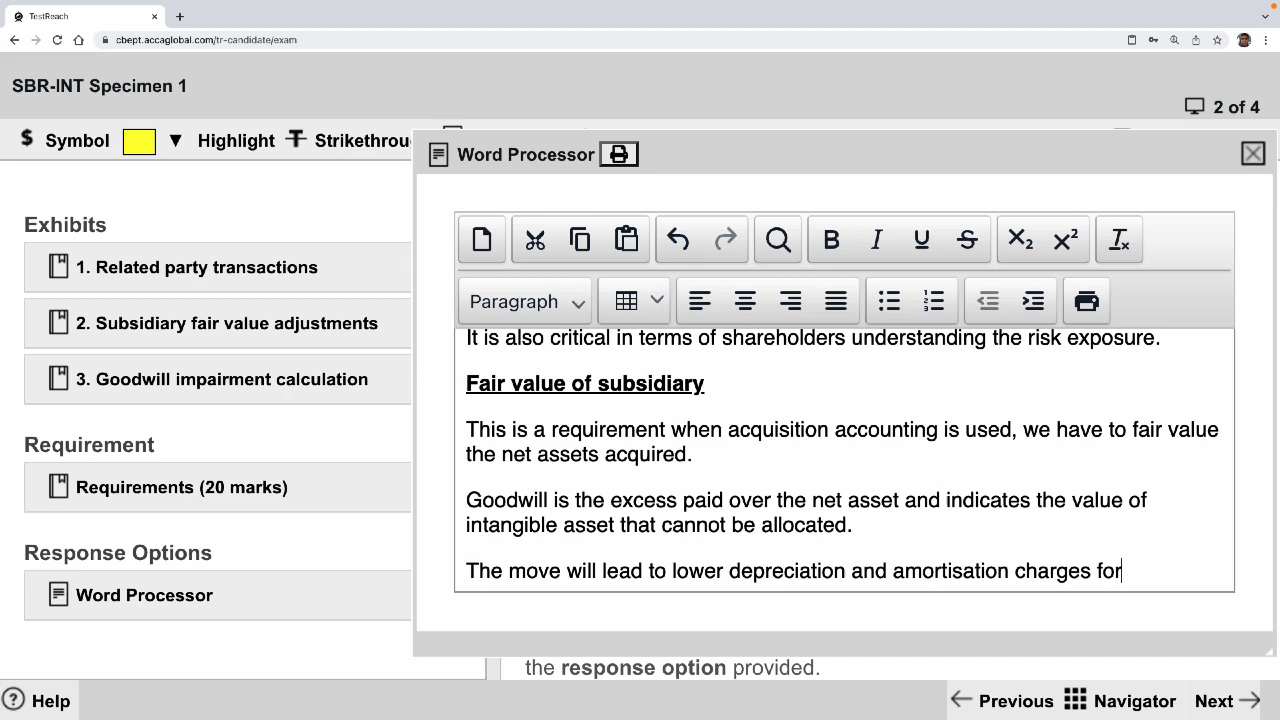 TestReach
cbept.accaglobal.com/tr-candidate/exam
SBR-INT Specimen 1
2 of 4
$ Symbol ▼ Highlight T Strikethrou
Word Processor
Exhibits
1. Related party transactions
2. Subsidiary fair value adjustments
3. Goodwill impairment calculation
Requirement
Requirements (20 marks)
Response Options
Word Processor
B I U S X₂ X² Tx
Paragraph
It is also critical in terms of shareholders understanding the risk exposure.
Fair value of subsidiary
This is a requirement when acquisition accounting is used, we have to fair value
the net assets acquired.
Goodwill is the excess paid over the net asset and indicates the value of
intangible asset that cannot be allocated.
The move will lead to lower depreciation and amortisation charges for
the response option provided.
Help
Previous Navigator Next